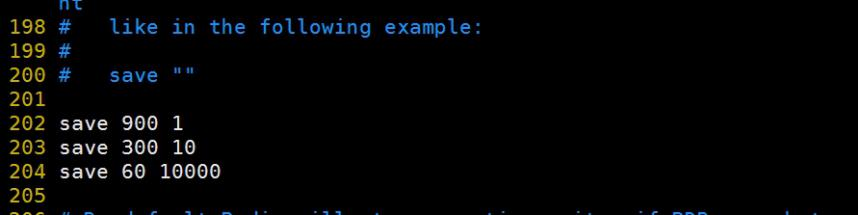 nt
198 #   like in the following example:
199 #
200 #   save ""
201
202 save 900 1
203 save 300 10
204 save 60 10000
205